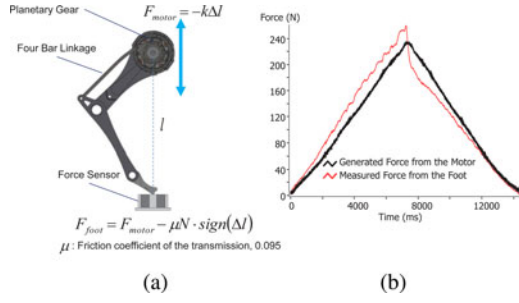 Planetary Gear
F_motor = -kΔl
Four Bar Linkage
l
Force Sensor
F_foot = F_motor − μN · sign(Δl)
μ : Friction coefficient of the transmission, 0.095
(a)
Force (N)
240
200
160
120
80
40
0
Generated Force from the Motor
Measured Force from the Foot
0 4000 8000 12000
Time (ms)
(b)